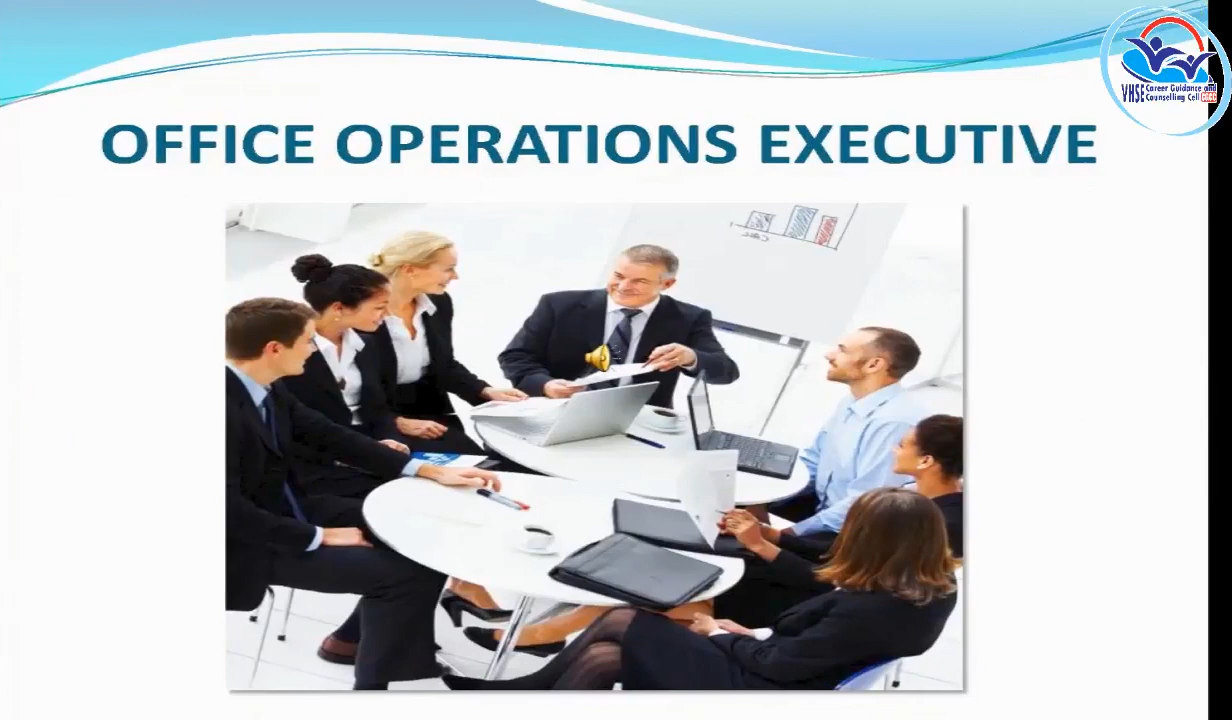 OFFICE OPERATIONS EXECUTIVE
VHSE Career Guidance and
Counselling Cell